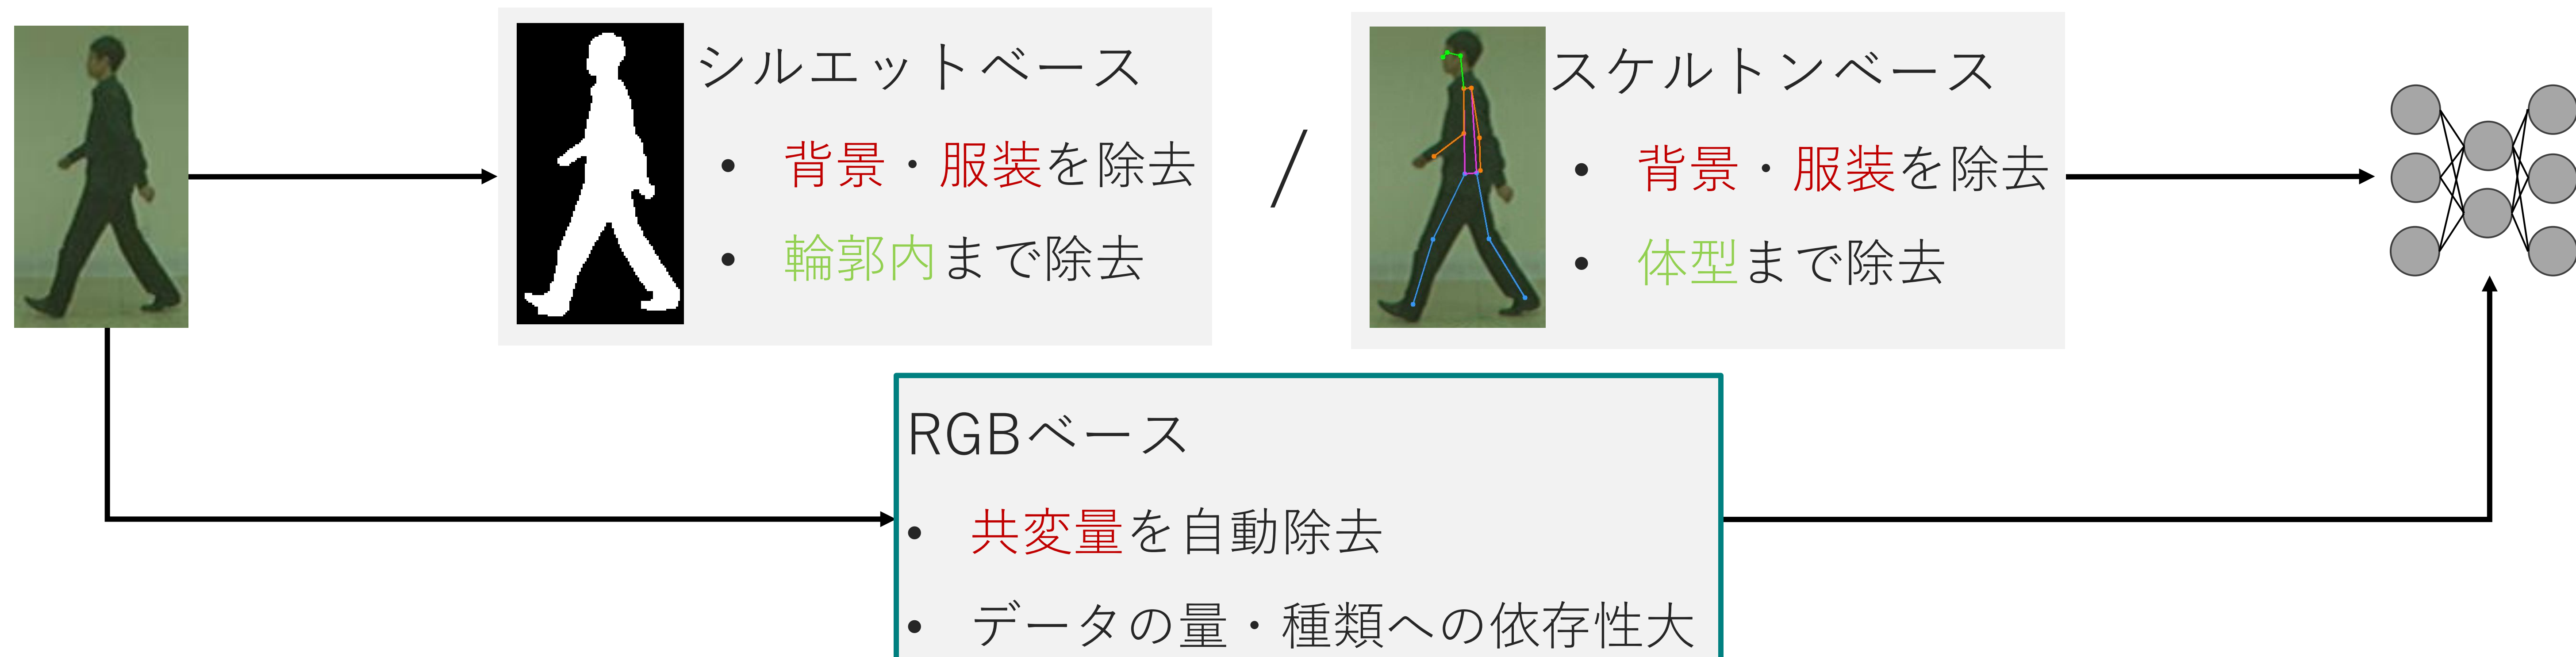 シルエットベース
• 背景・服装を除去
• 輪郭内まで除去
/
スケルトンベース
• 背景・服装を除去
• 体型まで除去
RGBベース
• 共変量を自動除去
• データの量・種類への依存性大